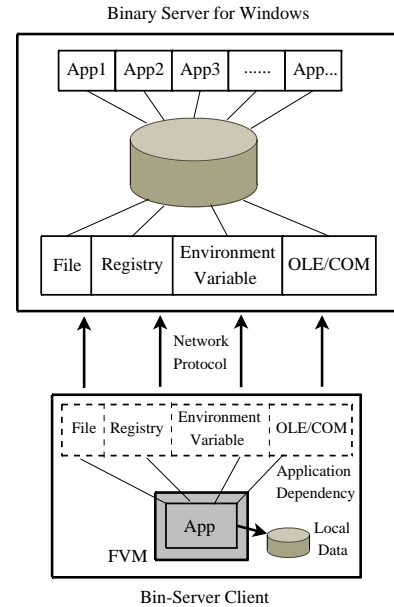 Binary Server for Windows
App1 App2 App3 ...... App...
File Registry Environment Variable OLE/COM
Network
Protocol
File Registry Environment Variable OLE/COM
Application
Dependency
App
FVM
Local
Data
Bin-Server Client